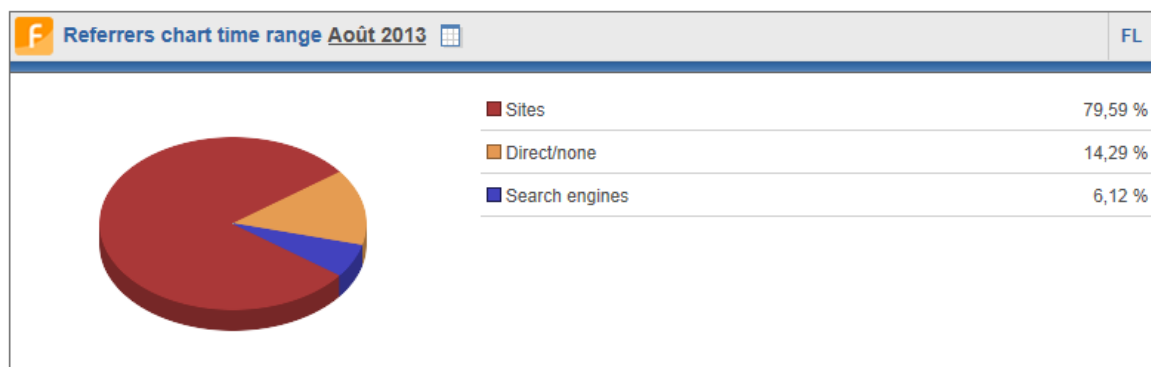 F Referrers chart time range Août 2013 FL
Sites 79,59 %
Direct/none 14,29 %
Search engines 6,12 %